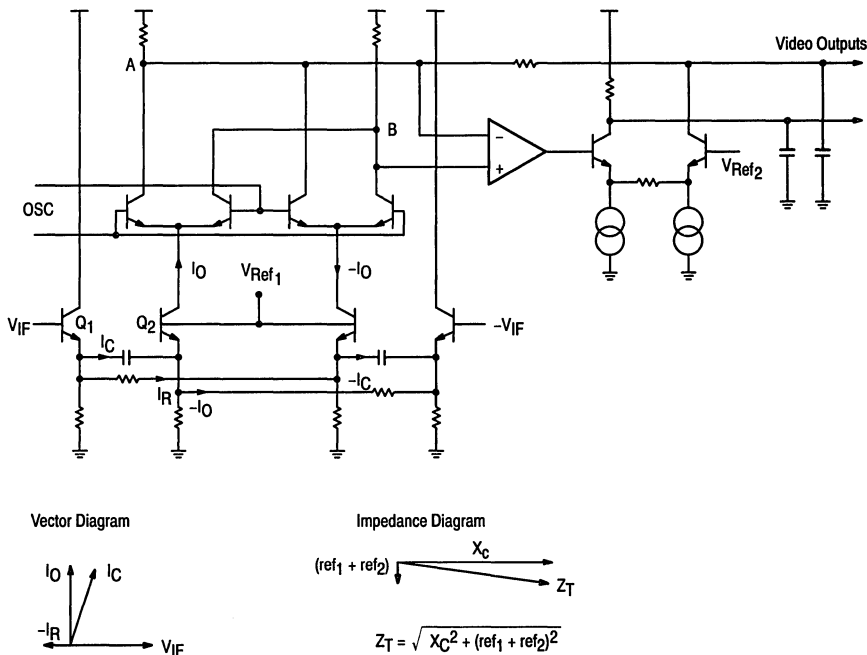 Video Outputs
A
B
−
+
V_Ref2
OSC
I_O
V_Ref1
−I_O
V_IF
Q_1
Q_2
−V_IF
I_C
−I_C
I_R
−I_O
Vector Diagram
Impedance Diagram
I_O
I_C
X_C
(ref_1 + ref_2)
Z_T
−I_R
V_IF
Z_T = √X_C^2 + (ref_1 + ref_2)^2